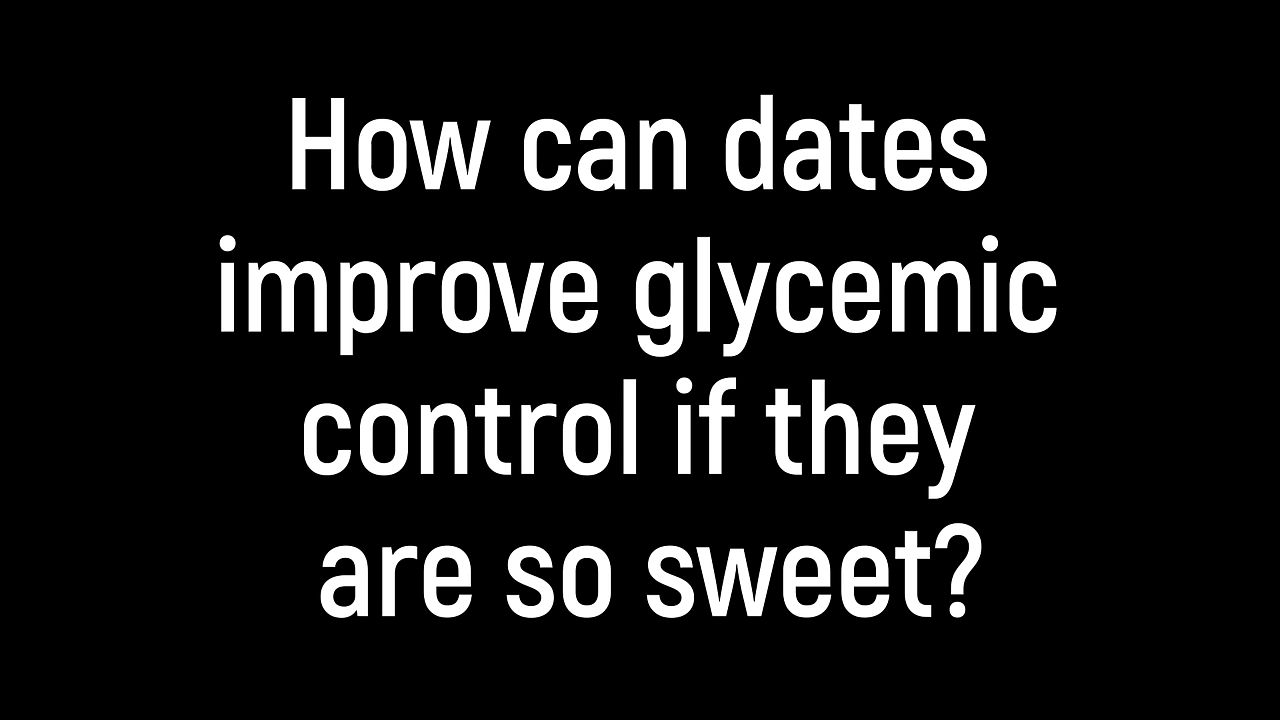 How can dates
improve glycemic
control if they
are so sweet?